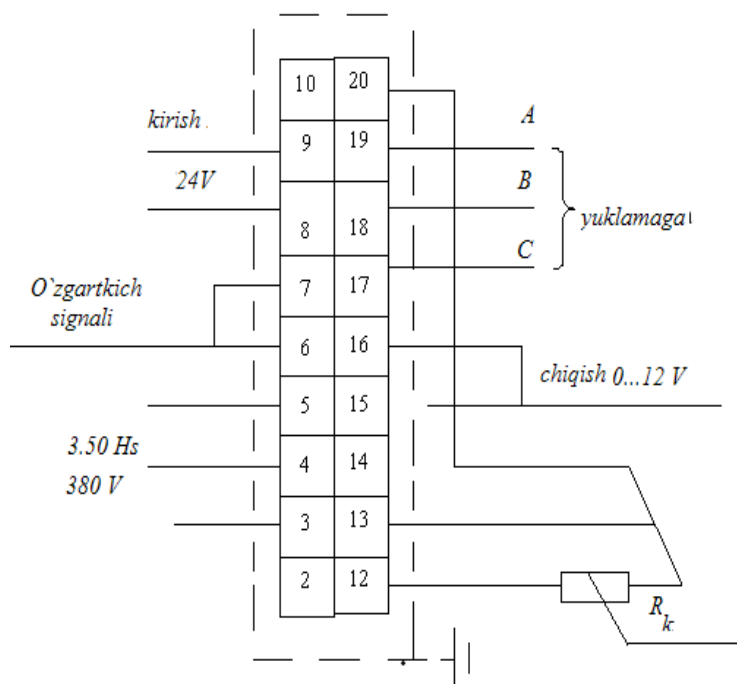 10 20
A
kirish .
9 19
24V
B
8 18
yuklamaga
C
O`zgartkich
signali
7 17
6 16
chiqish 0...12 V
5 15
3.50 Hs
4 14
380 V
3 13
2 12
R k.